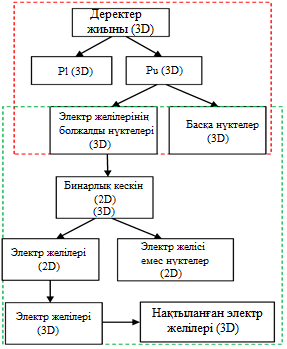 Деректер
жиыны (3D)
Pl (3D)
Pu (3D)
Электр желілерінің
болжалды нүктелері
(3D)
Басқа нүктелер
(3D)
Бинарлық кескін
(2D)
(3D)
Электр желілері
(2D)
Электр желісі
емес нүктелер
(2D)
Электр желілері
(3D)
Нақтыланған электр
желілері (3D)